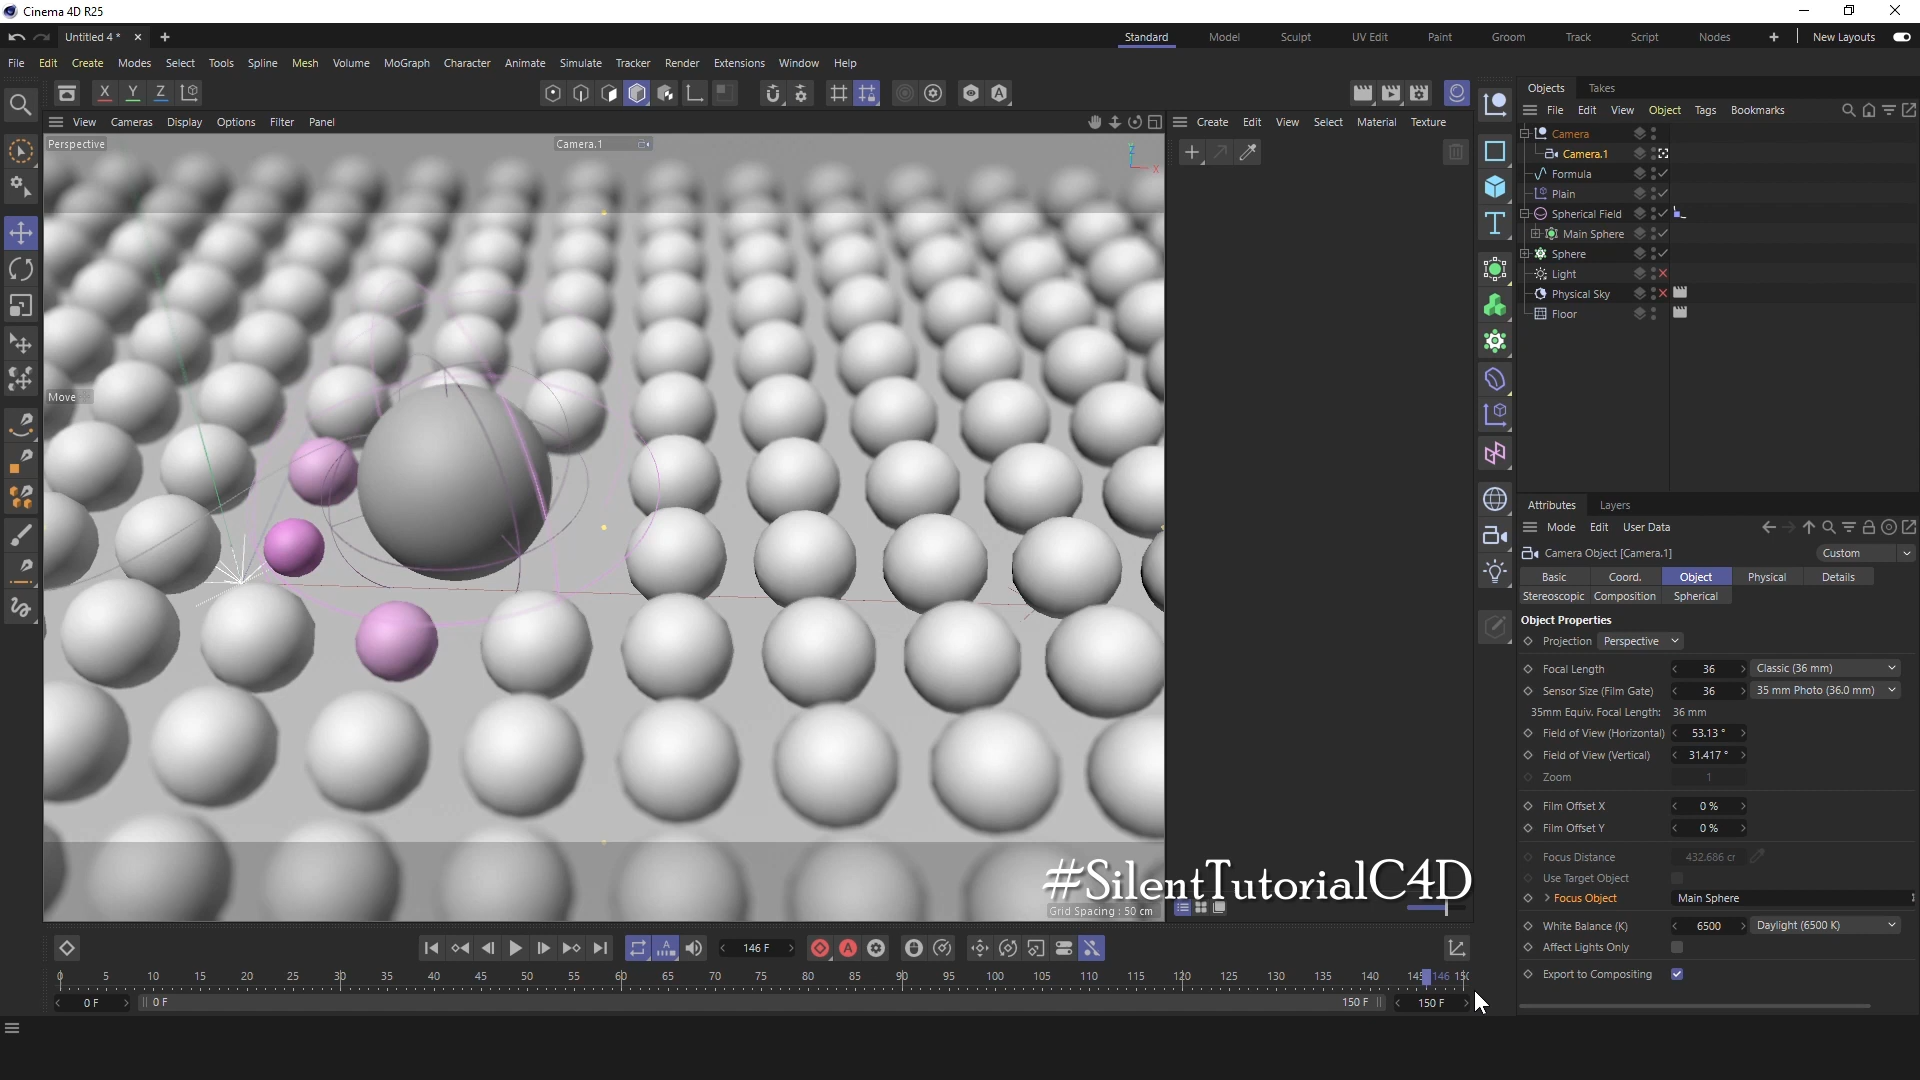 Cinema 4D R25
Untitled 4 *
Standard Model Sculpt UV Edit Paint Groom Track Script Nodes New Layouts
File Edit Create Modes Select Tools Spline Mesh Volume MoGraph Character Animate Simulate Tracker Render Extensions Window Help
X Y Z
Objects Takes
File Edit View Object Tags Bookmarks
View Cameras Display Options Filter Panel
Create Edit View Select Material Texture
Perspective
Camera.1
Z
X
Camera
Camera.1
Formula
Plain
Spherical Field
Main Sphere
Sphere
Light
Physical Sky
Floor
Move
Attributes Layers
Mode Edit User Data
Camera Object [Camera.1] Custom
Basic Coord. Object Physical Details
Stereoscopic Composition Spherical
Object Properties
Projection Perspective
Focal Length 36 Classic (36 mm)
Sensor Size (Film Gate) 36 35 mm Photo (36.0 mm)
35mm Equiv. Focal Length: 36 mm
Field of View (Horizontal) 53.13 °
Field of View (Vertical) 31.417 °
Zoom 1
Film Offset X 0 %
Film Offset Y 0 %
Focus Distance 432.686 cr
Use Target Object
Focus Object Main Sphere
White Balance (K) 6500 Daylight (6500 K)
Affect Lights Only
Export to Compositing
#SilentTutorialC4D
Grid Spacing : 50 cm
146 F
0 5 10 15 20 25 30 35 40 45 50 55 60 65 70 75 80 85 90 95 100 105 110 115 120 125 130 135 140 145 146
0 F 0 F 150 F 150 F